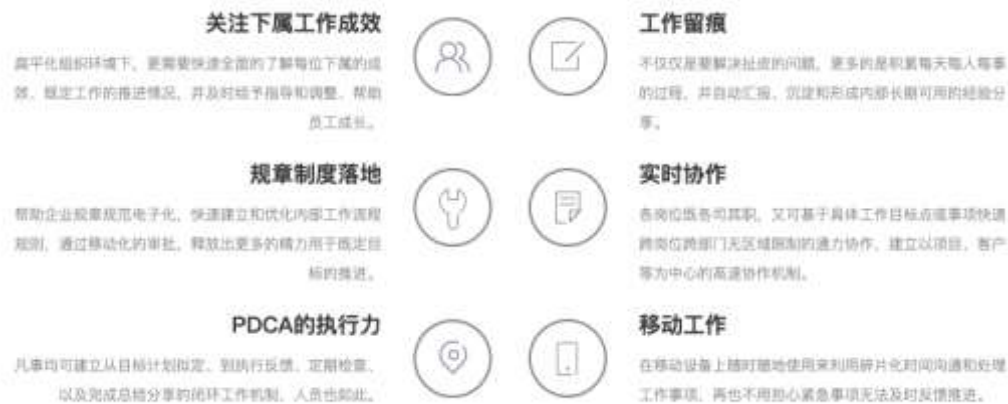 关注下属工作成效
扁平化组织环境下，更需要快速全面的了解每位下属的成
效、既定工作的推进情况，并及时给予指导和调整、帮助
员工成长。
工作留痕
不仅仅是要解决扯皮的问题，更多的是积累每天每人每事
的过程，并自动汇报、沉淀和形成内部长期可用的经验分
享。
规章制度落地
帮助企业规章规范电子化，快速建立和优化内部工作流程
规则，通过移动化的审批，释放出更多的精力用于既定目
标的推进。
实时协作
各岗位既各司其职，又可基于具体工作目标点或事项快速
跨岗位跨部门无区域限制的通力协作，建立以项目、客户
等为中心的高速协作机制。
PDCA的执行力
凡事均可建立从目标计划拟定、到执行反馈、定期检查、
以及完成总结分享的闭环工作机制，人员也如此。
移动工作
在移动设备上随时随地使用来利用碎片化时间沟通和处理
工作事项，再也不用担心紧急事项无法及时反馈推进。